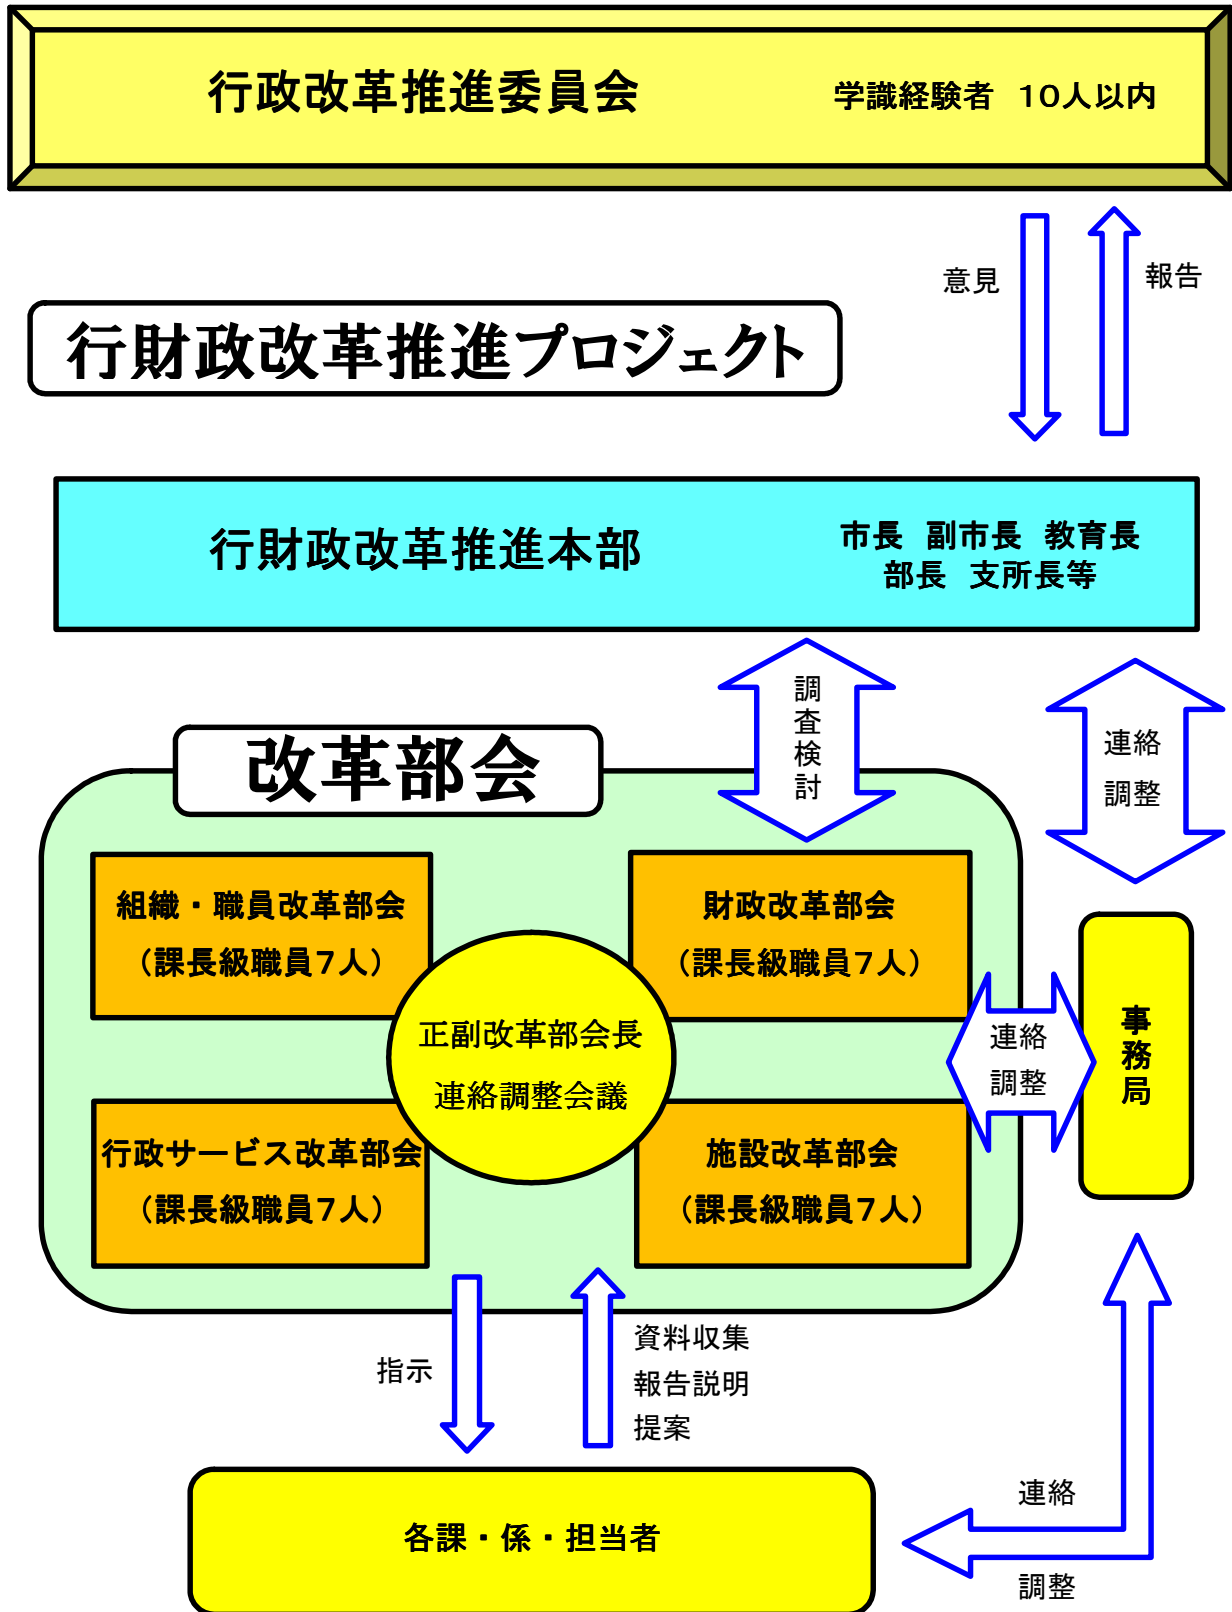 行政改革推進委員会　学識経験者　10人以内
意見
報告
行財政改革推進プロジェクト
行財政改革推進本部
市長　副市長　教育長
部長　支所長等
調査検討
連絡
調整
改革部会
組織・職員改革部会
（課長級職員7人）
財政改革部会
（課長級職員7人）
正副改革部会長
連絡調整会議
連絡
調整
事務局
行政サービス改革部会
（課長級職員7人）
施設改革部会
（課長級職員7人）
指示
資料収集
報告説明
提案
各課・係・担当者
連絡
調整